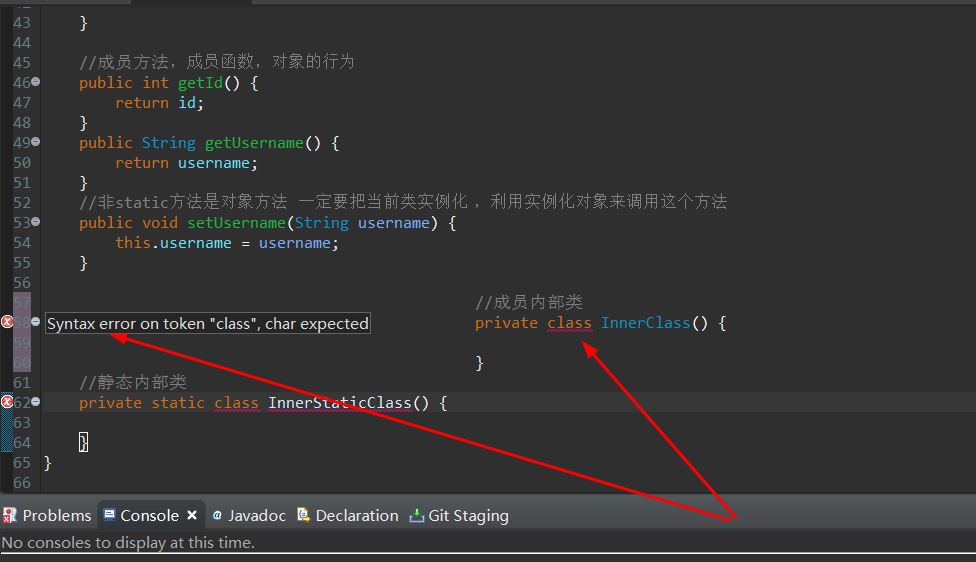 43 }
44
45 //成员方法，成员函数，对象的行为
46 public int getId() {
47 return id;
48 }
49 public String getUsername() {
50 return username;
51 }
52 //非static方法是对象方法 一定要把当前类实例化 ，利用实例化对象来调用这个方法
53 public void setUsername(String username) {
54 this.username = username;
55 }
56
57 //成员内部类
58 Syntax error on token "class", char expected private class InnerClass() {
59
60 }
61 //静态内部类
62 private static class InnerStaticClass() {
63
64 }
65 }
66
Problems Console Javadoc Declaration Git Staging
No consoles to display at this time.